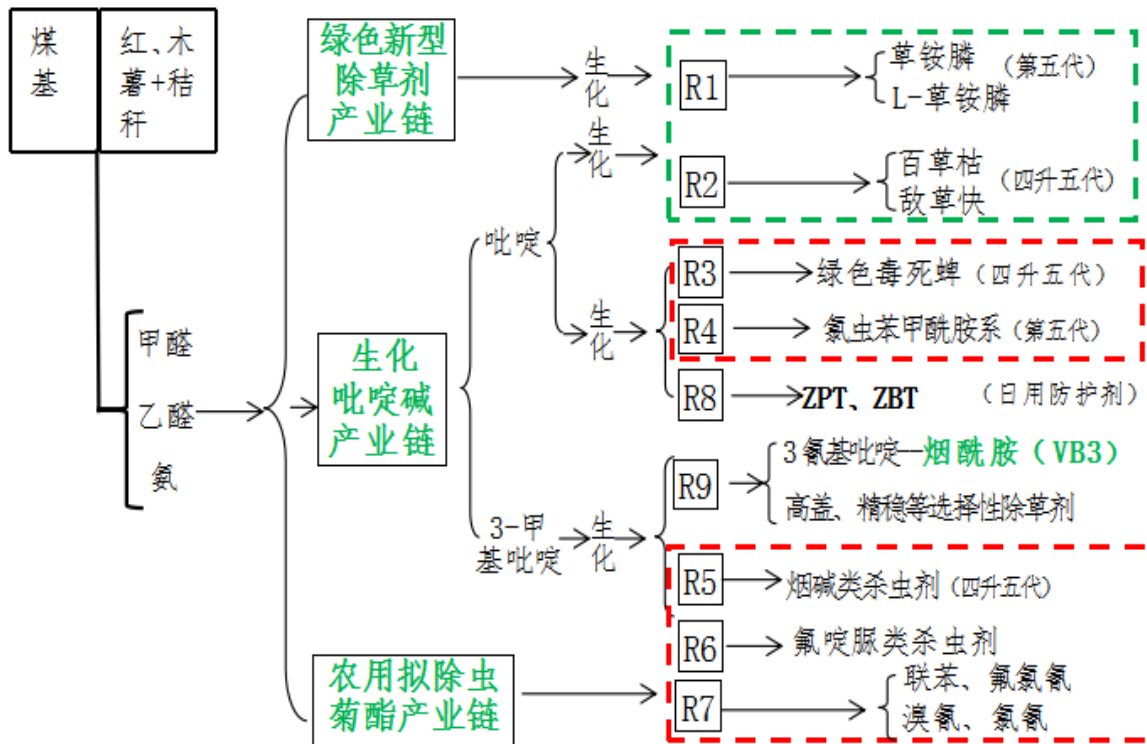 煤
基
红、木
薯+秸
秆
甲醛
乙醛
氨
绿色新型
除草剂
产业链
生
化
R1
草铵膦
L-草铵膦
(第五代)
生
化
R2
百草枯
敌草快
(四升五代)
生化
吡啶碱
产业链
吡啶
生
化
R3
绿色毒死蜱
(四升五代)
R4
氯虫苯甲酰胺系
(第五代)
R8
ZPT、ZBT
(日用防护剂)
3-甲
基吡啶
生
化
R9
3氰基吡啶—烟酰胺(VB3)
高盖、精稳等选择性除草剂
R5
烟碱类杀虫剂(四升五代)
R6
氟啶脲类杀虫剂
农用拟除虫
菊酯产业链
R7
联苯、氟氯氰
溴氰、氯氰